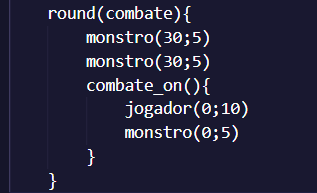 round(combate){
monstro(30;5)
monstro(30;5)
combate_on(){
jogador(0;10)
monstro(0;5)
}
}